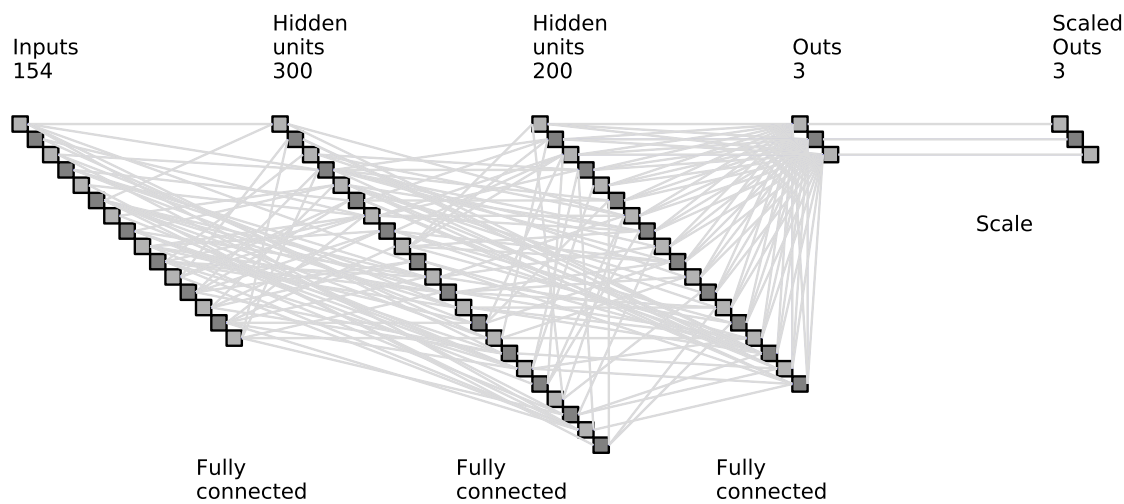 Inputs
154
Hidden
units
300
Hidden
units
200
Outs
3
Scaled
Outs
3
Scale
Fully
connected
Fully
connected
Fully
connected